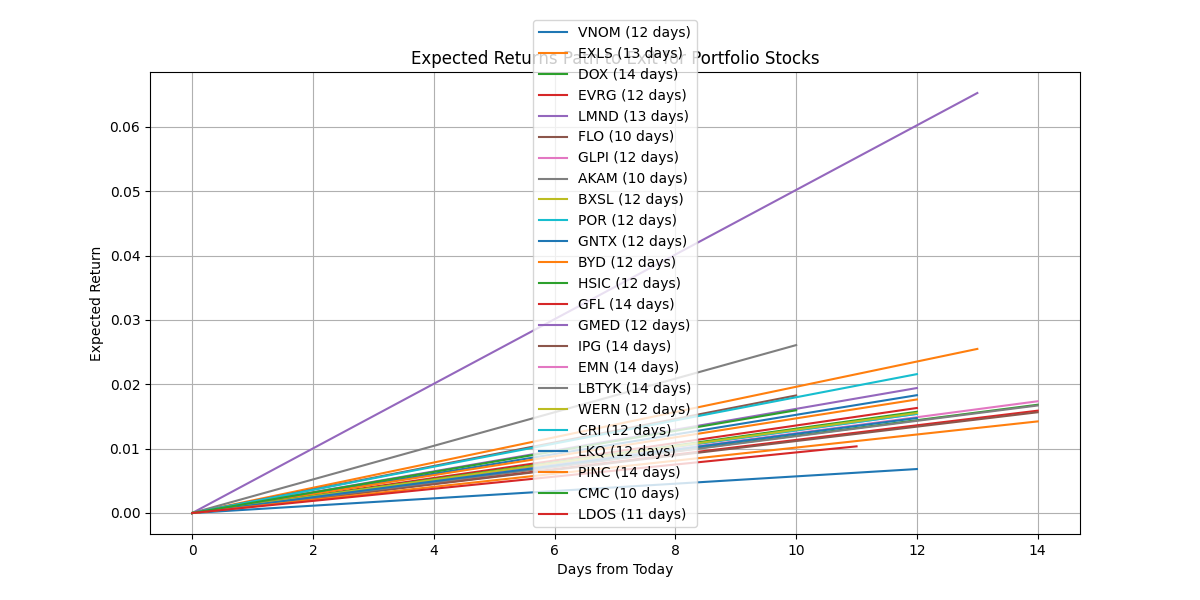 Expected Returns Path to Exit for Portfolio Stocks
VNOM (12 days)
EXLS (13 days)
DOX (14 days)
EVRG (12 days)
LMND (13 days)
FLO (10 days)
GLPI (12 days)
AKAM (10 days)
BXSL (12 days)
POR (12 days)
GNTX (12 days)
BYD (12 days)
HSIC (12 days)
GFL (14 days)
GMED (12 days)
IPG (14 days)
EMN (14 days)
LBTYK (14 days)
WERN (12 days)
CRI (12 days)
LKQ (12 days)
PINC (14 days)
CMC (10 days)
LDOS (11 days)
Expected Return
0.06
0.05
0.04
0.03
0.02
0.01
0.00
0 2 4 6 8 10 12 14
Days from Today